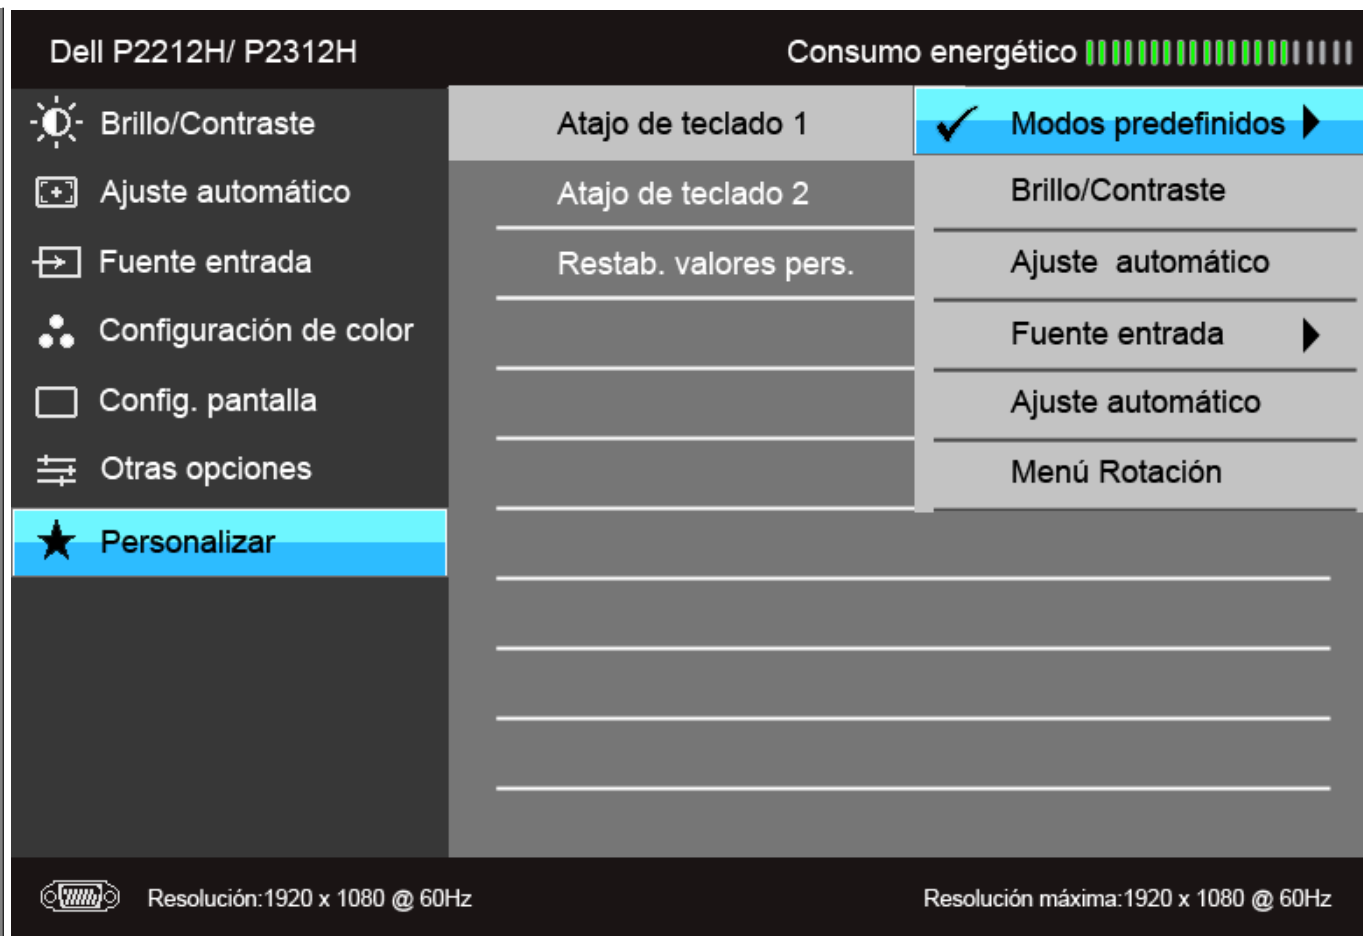 Dell P2212H/ P2312H
Consumo energético
Brillo/Contraste
Ajuste automático
Fuente entrada
Configuración de color
Config. pantalla
Otras opciones
Personalizar
Atajo de teclado 1
Atajo de teclado 2
Restab. valores pers.
Modos predefinidos
Brillo/Contraste
Ajuste  automático
Fuente entrada
Ajuste automático
Menú Rotación
Resolución:1920 x 1080 @ 60Hz
Resolución máxima:1920 x 1080 @ 60Hz